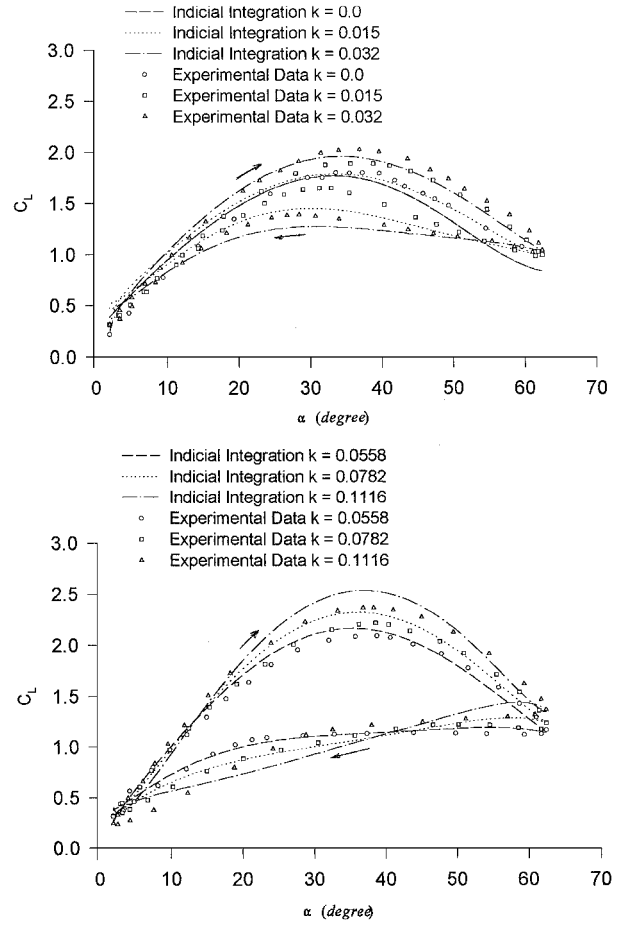 Indicial Integration k = 0.0
Indicial Integration k = 0.015
Indicial Integration k = 0.032
Experimental Data k = 0.0
Experimental Data k = 0.015
Experimental Data k = 0.032
3.0
2.5
2.0
1.5
1.0
0.5
0.0
C_L
0 10 20 30 40 50 60 70
α (degree)
Indicial Integration k = 0.0558
Indicial Integration k = 0.0782
Indicial Integration k = 0.1116
Experimental Data k = 0.0558
Experimental Data k = 0.0782
Experimental Data k = 0.1116
3.0
2.5
2.0
1.5
1.0
0.5
0.0
C_L
0 10 20 30 40 50 60 70
α (degree)